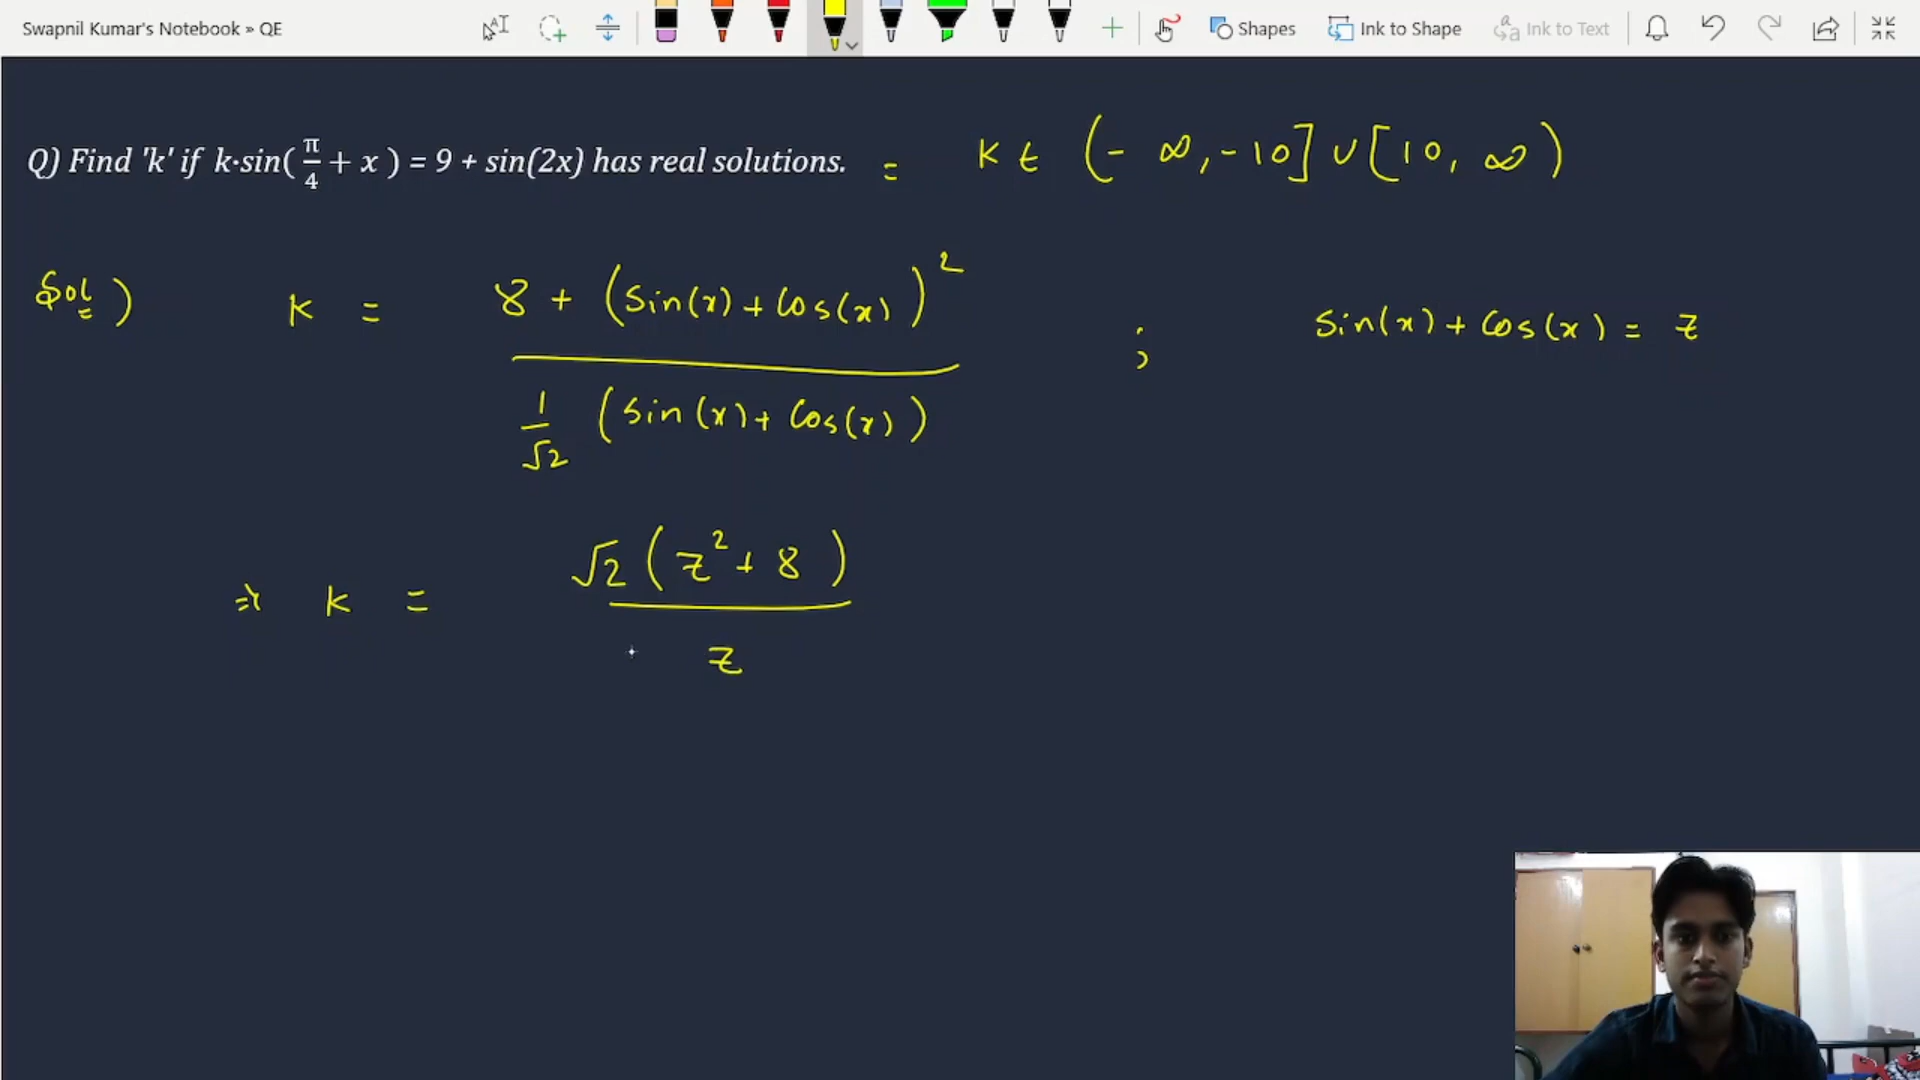 Swapnil Kumar's Notebook » QE
Shapes
Ink to Shape
Ink to Text
Q) Find 'k' if k·sin(π/4 + x ) = 9 + sin(2x) has real solutions. = K ∈ (-∞, -10] ∪ [10, ∞)
Sol) K = 8 + (Sin(x) + Cos(x))² / 1/√2 (Sin(x) + Cos(x)) ; Sin(x) + Cos(x) = z
⇒ K = √2 (z² + 8) / z